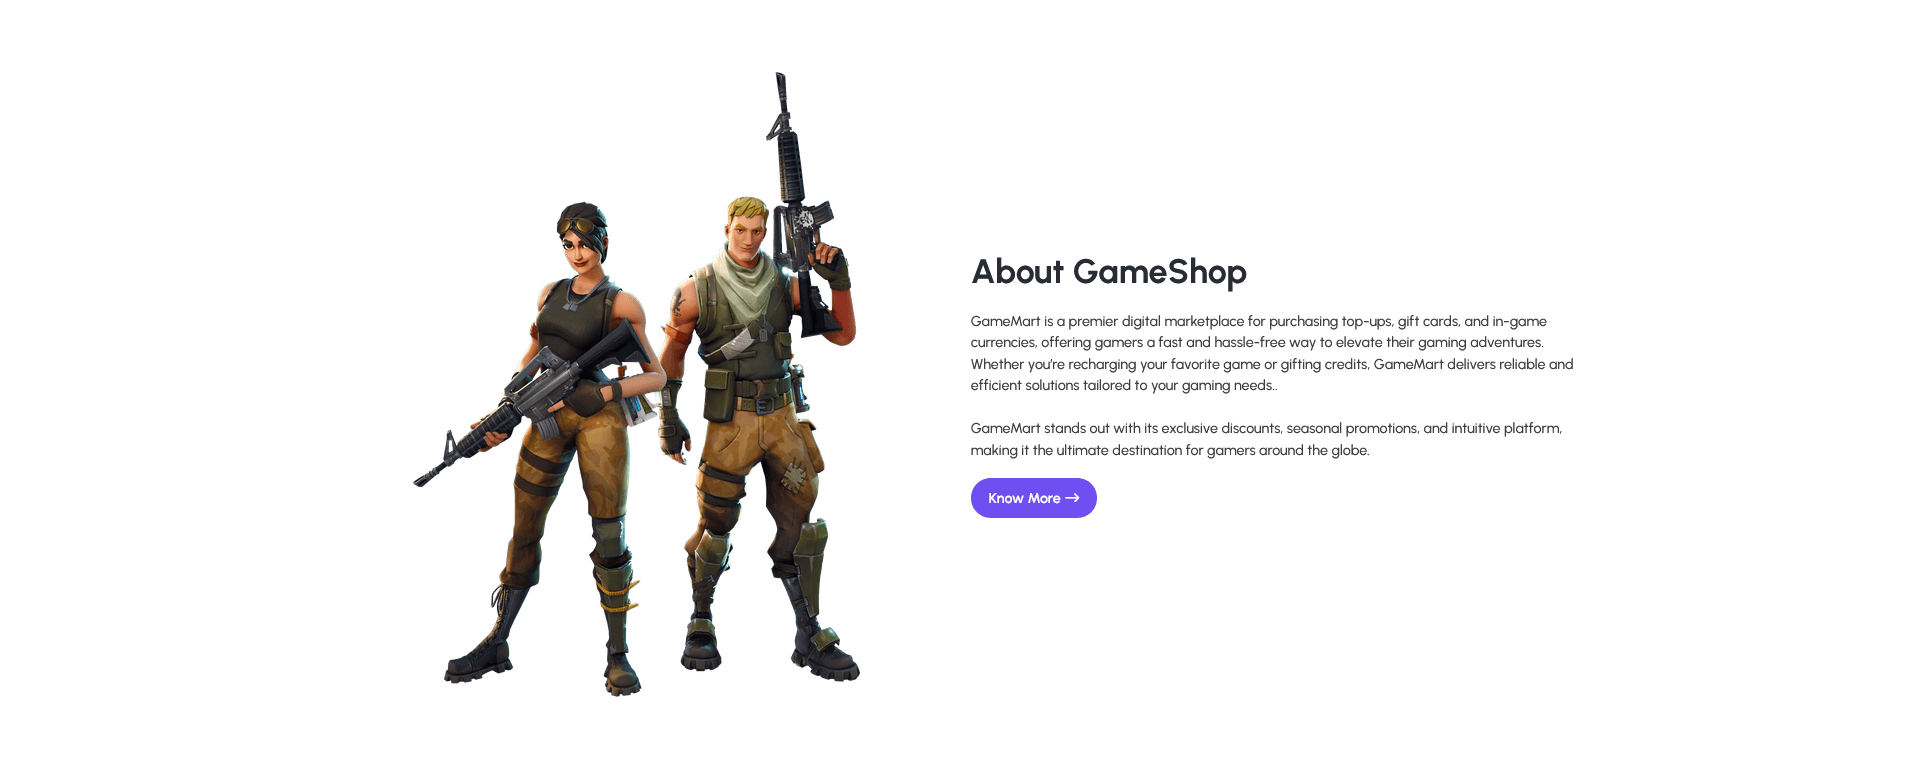 About GameShop
GameMart is a premier digital marketplace for purchasing top-ups, gift cards, and in-game
currencies, offering gamers a fast and hassle-free way to elevate their gaming adventures.
Whether you're recharging your favorite game or gifting credits, GameMart delivers reliable and
efficient solutions tailored to your gaming needs..
GameMart stands out with its exclusive discounts, seasonal promotions, and intuitive platform,
making it the ultimate destination for gamers around the globe.
Know More →